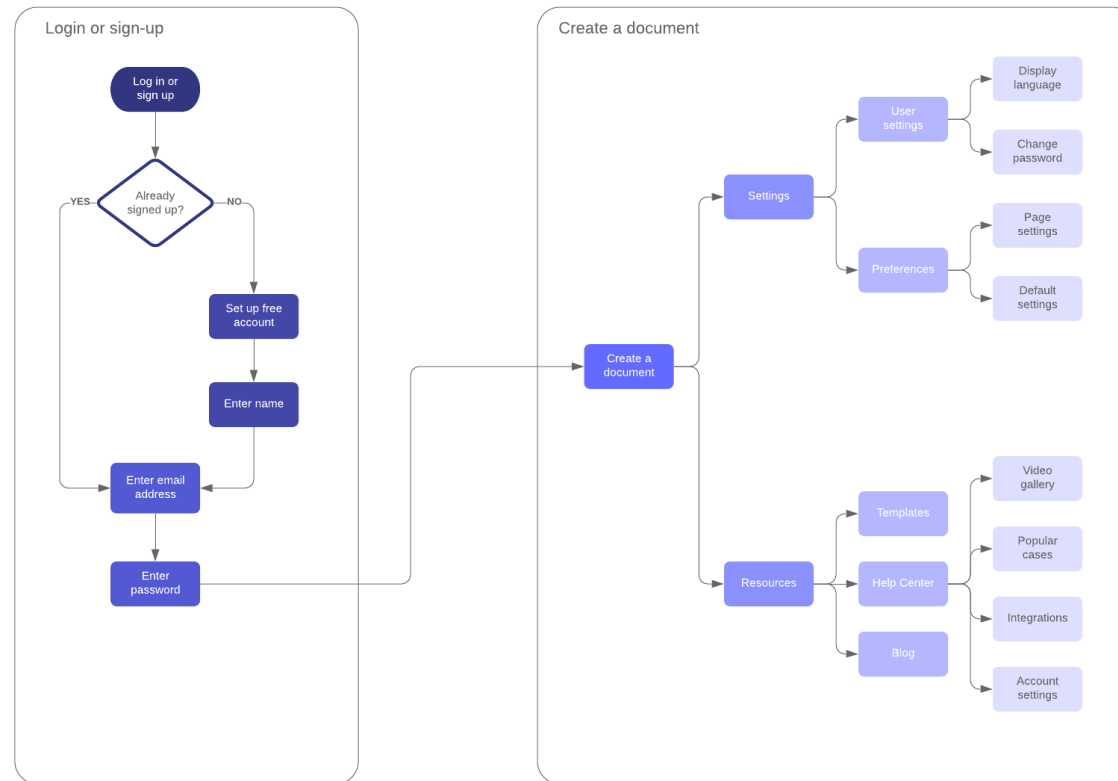 Login or sign-up
Log in or
sign up
Already
signed up?
YES
NO
Set up free
account
Enter name
Enter email
address
Enter
password
Create a document
Create a
document
Settings
User
settings
Display
language
Change
password
Preferences
Page
settings
Default
settings
Resources
Templates
Help Center
Blog
Video
gallery
Popular
cases
Integrations
Account
settings